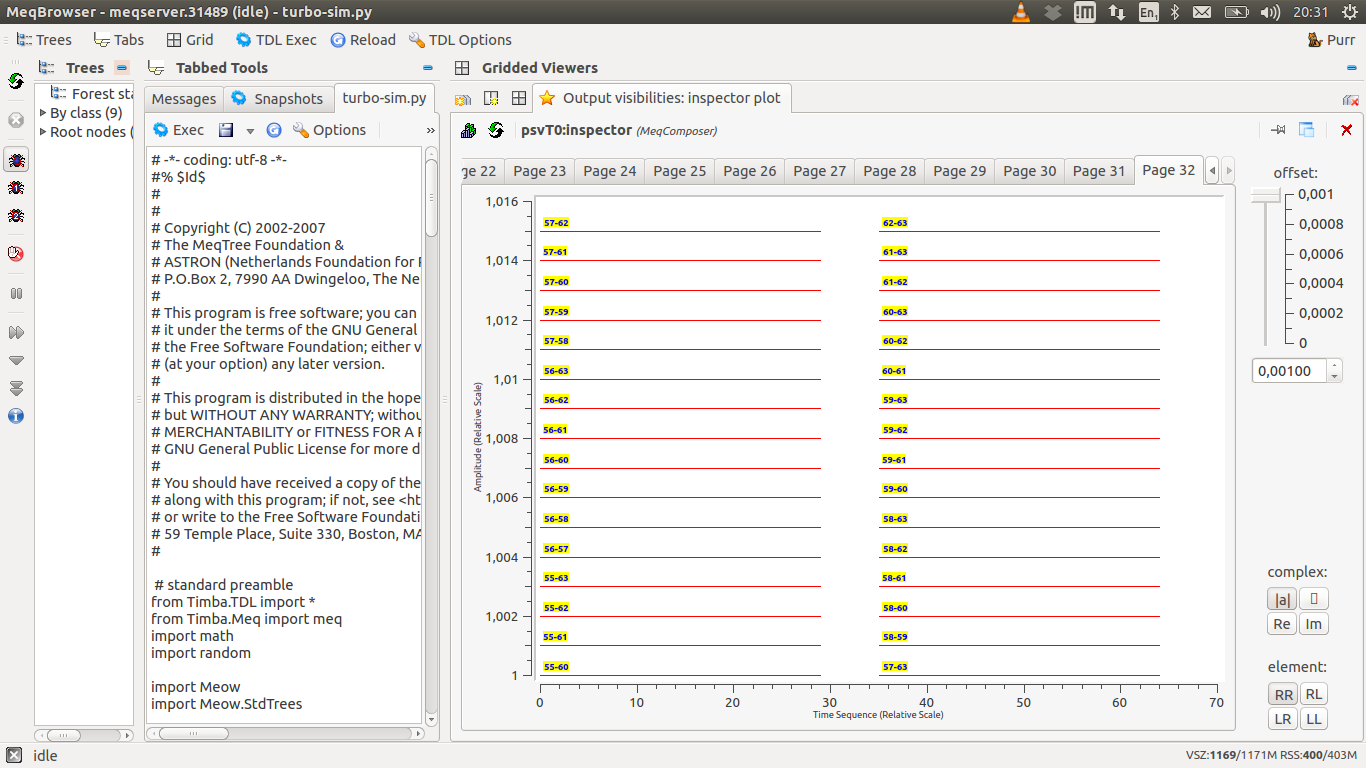 MeqBrowser - meqserver.31489 (idle) - turbo-sim.py
!m
En1
20:31
Trees
Tabs
Grid
TDL Exec
Reload
TDL Options
Purr
Trees
Tabbed Tools
Gridded Viewers
Forest sta
By class (9)
Root nodes (
Messages
Snapshots
turbo-sim.py
Output visibilities: inspector plot
Exec
Options
»
psvT0:inspector (MeqComposer)
# -*- coding: utf-8 -*-
#% $Id$
#
#
# Copyright (C) 2002-2007
# The MeqTree Foundation &
# ASTRON (Netherlands Foundation for
# P.O.Box 2, 7990 AA Dwingeloo, The Ne
#
# This program is free software; you can
# it under the terms of the GNU General
# the Free Software Foundation; either v
# (at your option) any later version.
#
# This program is distributed in the hope
# but WITHOUT ANY WARRANTY; withou
# MERCHANTABILITY or FITNESS FOR A
# GNU General Public License for more d
#
# You should have received a copy of the
# along with this program; if not, see <ht
# or write to the Free Software Foundati
# 59 Temple Place, Suite 330, Boston, MA
#
# standard preamble
from Timba.TDL import *
from Timba.Meq import meq
import math
import random
import Meow
import Meow.StdTrees
ge 22
Page 23
Page 24
Page 25
Page 26
Page 27
Page 28
Page 29
Page 30
Page 31
Page 32
1,016
1,014
1,012
1,01
1,008
1,006
1,004
1,002
1
Amplitude (Relative Scale)
57-62
57-61
57-60
57-59
57-58
56-63
56-62
56-61
56-60
56-59
56-58
56-57
55-63
55-62
55-61
55-60
62-63
61-63
61-62
60-63
60-62
60-61
59-63
59-62
59-61
59-60
58-63
58-62
58-61
58-60
58-59
57-63
0
10
20
30
40
50
60
70
Time Sequence (Relative Scale)
offset:
0,001
0,0008
0,0006
0,0004
0,0002
0
0,00100
complex:
|a|
Re
Im
element:
RR
RL
LR
LL
idle
VSZ:1169/1171M RSS:400/403M